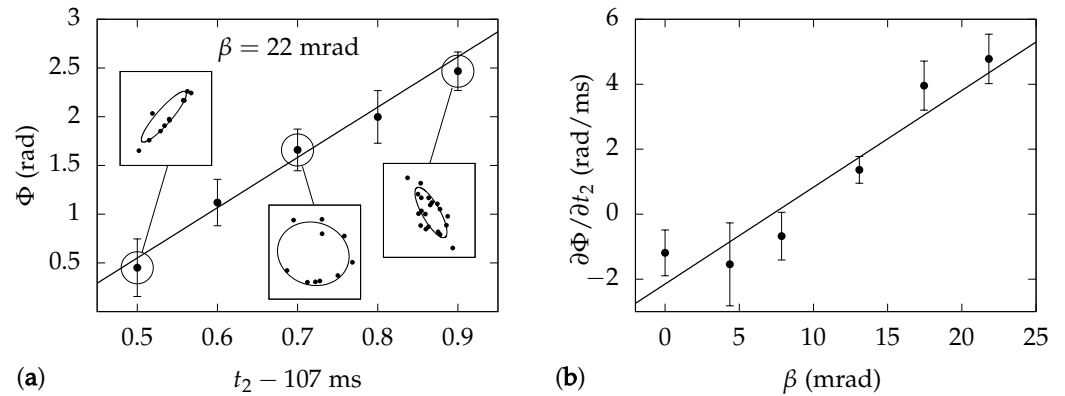 3
2.5
2
1.5
1
0.5
Φ (rad)
β = 22 mrad
0.5 0.6 0.7 0.8 0.9
(a) t₂ − 107 ms
6
4
2
0
−2
∂Φ/∂t₂ (rad/ms)
0 5 10 15 20 25
(b) β (mrad)